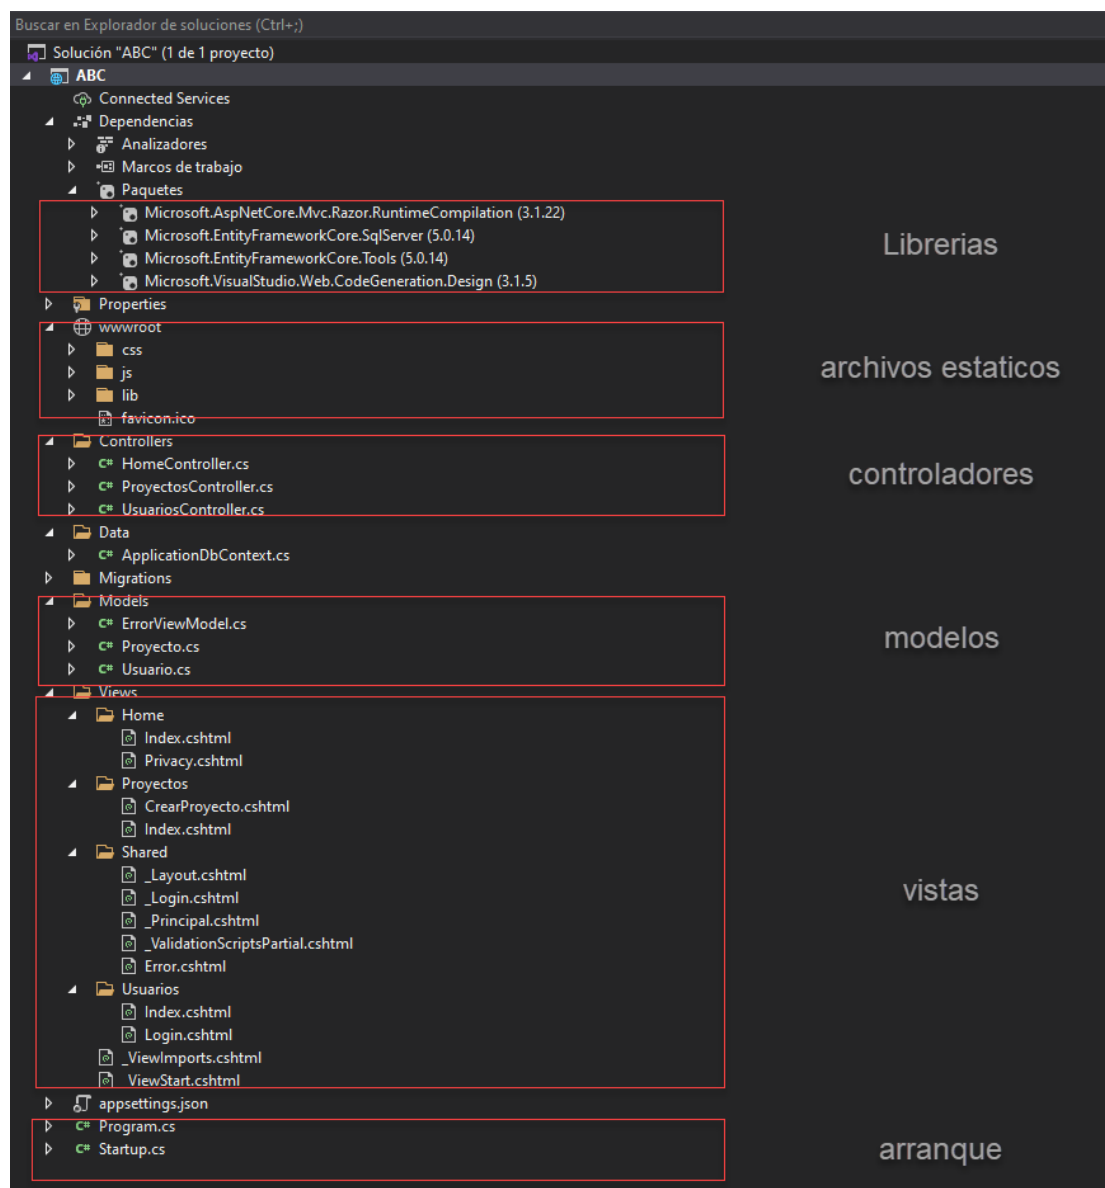 Buscar en Explorador de soluciones (Ctrl+;)
Solución "ABC" (1 de 1 proyecto)
ABC
Connected Services
Dependencias
Analizadores
Marcos de trabajo
Paquetes
Microsoft.AspNetCore.Mvc.Razor.RuntimeCompilation (3.1.22)
Microsoft.EntityFrameworkCore.SqlServer (5.0.14)
Librerias
Microsoft.EntityFrameworkCore.Tools (5.0.14)
Microsoft.VisualStudio.Web.CodeGeneration.Design (3.1.5)
Properties
wwwroot
css
archivos estaticos
js
lib
favicon.ico
Controllers
C# HomeController.cs
controladores
C# ProyectosController.cs
C# UsuariosController.cs
Data
C# ApplicationDbContext.cs
Migrations
Models
C# ErrorViewModel.cs
modelos
C# Proyecto.cs
C# Usuario.cs
Views
Home
Index.cshtml
Privacy.cshtml
Proyectos
CrearProyecto.cshtml
Index.cshtml
Shared
_Layout.cshtml
vistas
_Login.cshtml
_Principal.cshtml
_ValidationScriptsPartial.cshtml
Error.cshtml
Usuarios
Index.cshtml
Login.cshtml
_ViewImports.cshtml
_ViewStart.cshtml
appsettings.json
C# Program.cs
C# Startup.cs
arranque